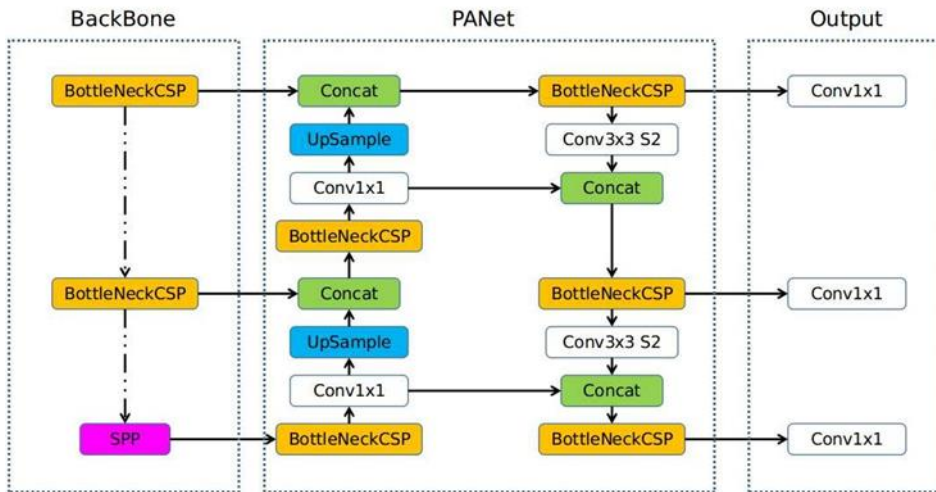 BackBone PANet Output
BottleNeckCSP Concat BottleNeckCSP Conv1x1
UpSample Conv3x3 S2
Conv1x1 Concat
BottleNeckCSP
BottleNeckCSP Concat BottleNeckCSP Conv1x1
UpSample Conv3x3 S2
Conv1x1 Concat
SPP BottleNeckCSP BottleNeckCSP Conv1x1